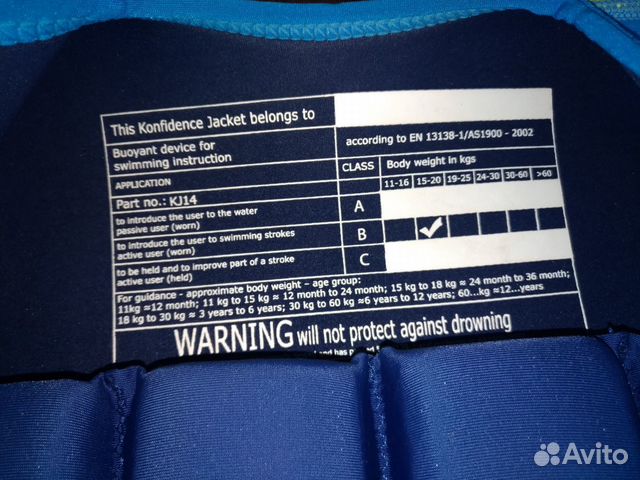 This Konfidence Jacket belongs to
Buoyant device for
swimming instruction
according to EN 13138-1/AS1900 - 2002
APPLICATION
CLASS
Body weight in kgs
11-16 15-20 19-25 24-30 30-60 >60
Part no.: KJ14
to introduce the user to the water
passive user (worn)
A
to introduce the user to swimming strokes
active user (worn)
B
to be held and to improve part of a stroke
active user (held)
C
For guidance - approximate body weight - age group:
11kg ≈12 month; 11 kg to 15 kg ≈ 12 month to 24 month; 15 kg to 18 kg ≈ 24 month to 36 month;
18 kg to 30 kg ≈ 3 years to 6 years; 30 kg to 60 kg ≈6 years to 12 years; 60...kg ≈12...years
WARNING will not protect against drowning
and has
Avito